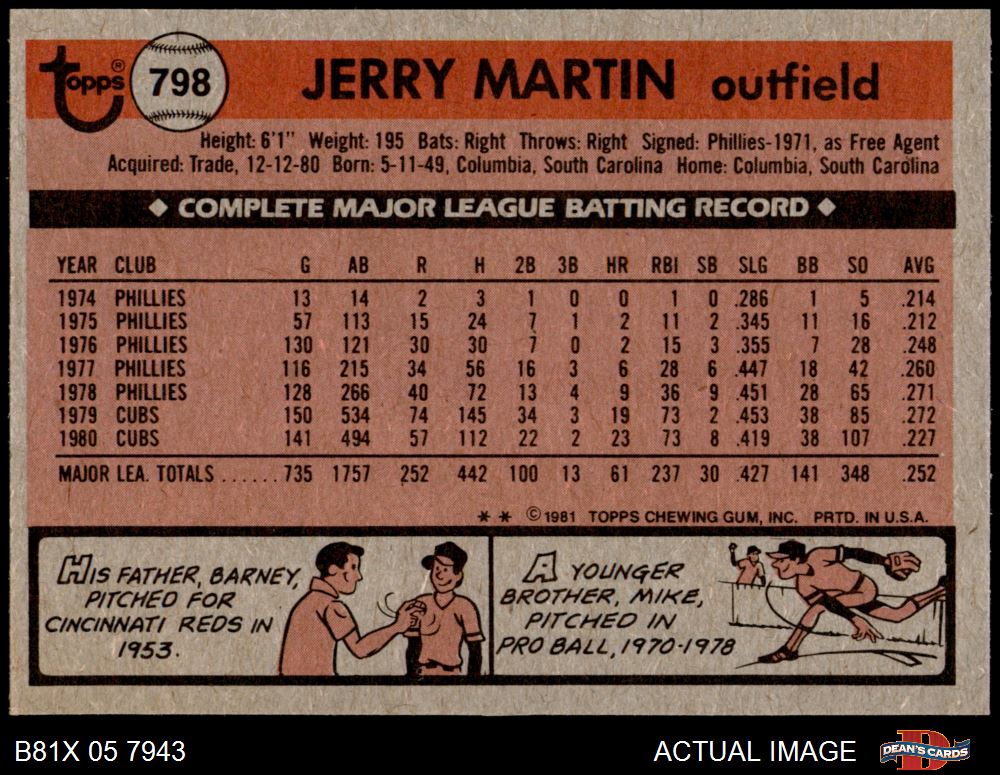 topps® 798 JERRY MARTIN outfield
Height: 6'1" Weight: 195 Bats: Right Throws: Right Signed: Phillies-1971, as Free Agent
Acquired: Trade, 12-12-80 Born: 5-11-49, Columbia, South Carolina Home: Columbia, South Carolina
◆ COMPLETE MAJOR LEAGUE BATTING RECORD ◆
YEAR CLUB G AB R H 2B 3B HR RBI SB SLG BB SO AVG
1974 PHILLIES 13 14 2 3 1 0 0 1 0 .286 1 5 .214
1975 PHILLIES 57 113 15 24 7 1 2 11 2 .345 11 16 .212
1976 PHILLIES 130 121 30 30 7 0 2 15 3 .355 7 28 .248
1977 PHILLIES 116 215 34 56 16 3 6 28 6 .447 18 42 .260
1978 PHILLIES 128 266 40 72 13 4 9 36 9 .451 28 65 .271
1979 CUBS 150 534 74 145 34 3 19 73 2 .453 38 85 .272
1980 CUBS 141 494 57 112 22 2 23 73 8 .419 38 107 .227
MAJOR LEA. TOTALS ...... 735 1757 252 442 100 13 61 237 30 .427 141 348 .252
* * © 1981 TOPPS CHEWING GUM, INC. PRTD. IN U.S.A.
HIS FATHER, BARNEY,
PITCHED FOR
CINCINNATI REDS IN
1953.
A YOUNGER
BROTHER, MIKE,
PITCHED IN
PRO BALL, 1970-1978
B81X 05 7943 ACTUAL IMAGE DEAN'S CARDS